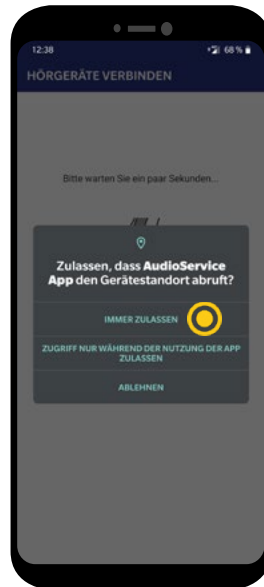 12:38
68 %
HÖRGERÄTE VERBINDEN
Bitte warten Sie ein paar Sekunden...
Zulassen, dass AudioService
App den Gerätestandort abruft?
IMMER ZULASSEN
ZUGRIFF NUR WÄHREND DER NUTZUNG DER APP
ZULASSEN
ABLEHNEN